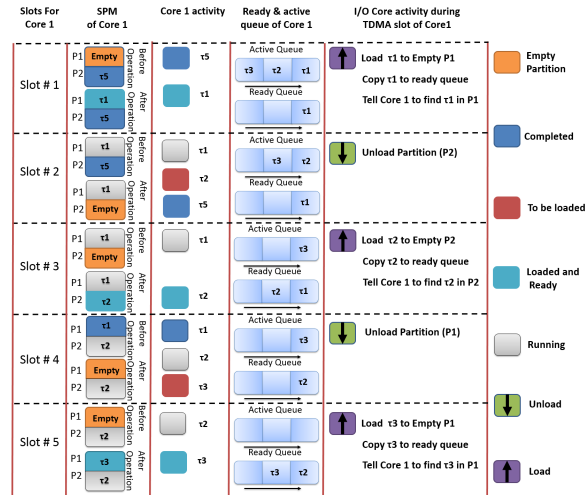 Slots For Core 1
SPM of Core 1
Core 1 activity
Ready & active queue of Core 1
I/O Core activity during TDMA slot of Core1
Slot # 1
P1 Empty
P2 τ5
Before Operation
P1 τ1
P2 τ5
After Operation
τ5
τ1
Active Queue
τ3 τ2 τ1
Ready Queue
τ1
Load τ1 to Empty P1
Copy τ1 to ready queue
Tell Core 1 to find τ1 in P1
Slot # 2
P1 τ1
P2 τ5
Before Operation
P1 τ1
P2 Empty
After Operation
τ1
τ2
τ5
Active Queue
τ3 τ2
Ready Queue
τ1
Unload Partition (P2)
Slot # 3
P1 τ1
P2 Empty
Before Operation
P1 τ1
P2 τ2
After Operation
τ1
τ2
Active Queue
τ3
Ready Queue
τ2 τ1
Load τ2 to Empty P2
Copy τ2 to ready queue
Tell Core 1 to find τ2 in P2
Slot # 4
P1 τ1
P2 τ2
Before Operation
P1 Empty
P2 τ2
After Operation
τ1
τ2
τ3
Active Queue
τ3
Ready Queue
τ2
Unload Partition (P1)
Slot # 5
P1 Empty
P2 τ2
Before Operation
P1 τ3
P2 τ2
After Operation
τ2
τ3
Active Queue
Ready Queue
τ3 τ2
Load τ3 to Empty P1
Copy τ3 to ready queue
Tell Core 1 to find τ3 in P1
Empty Partition
Completed
To be loaded
Loaded and Ready
Running
Unload
Load